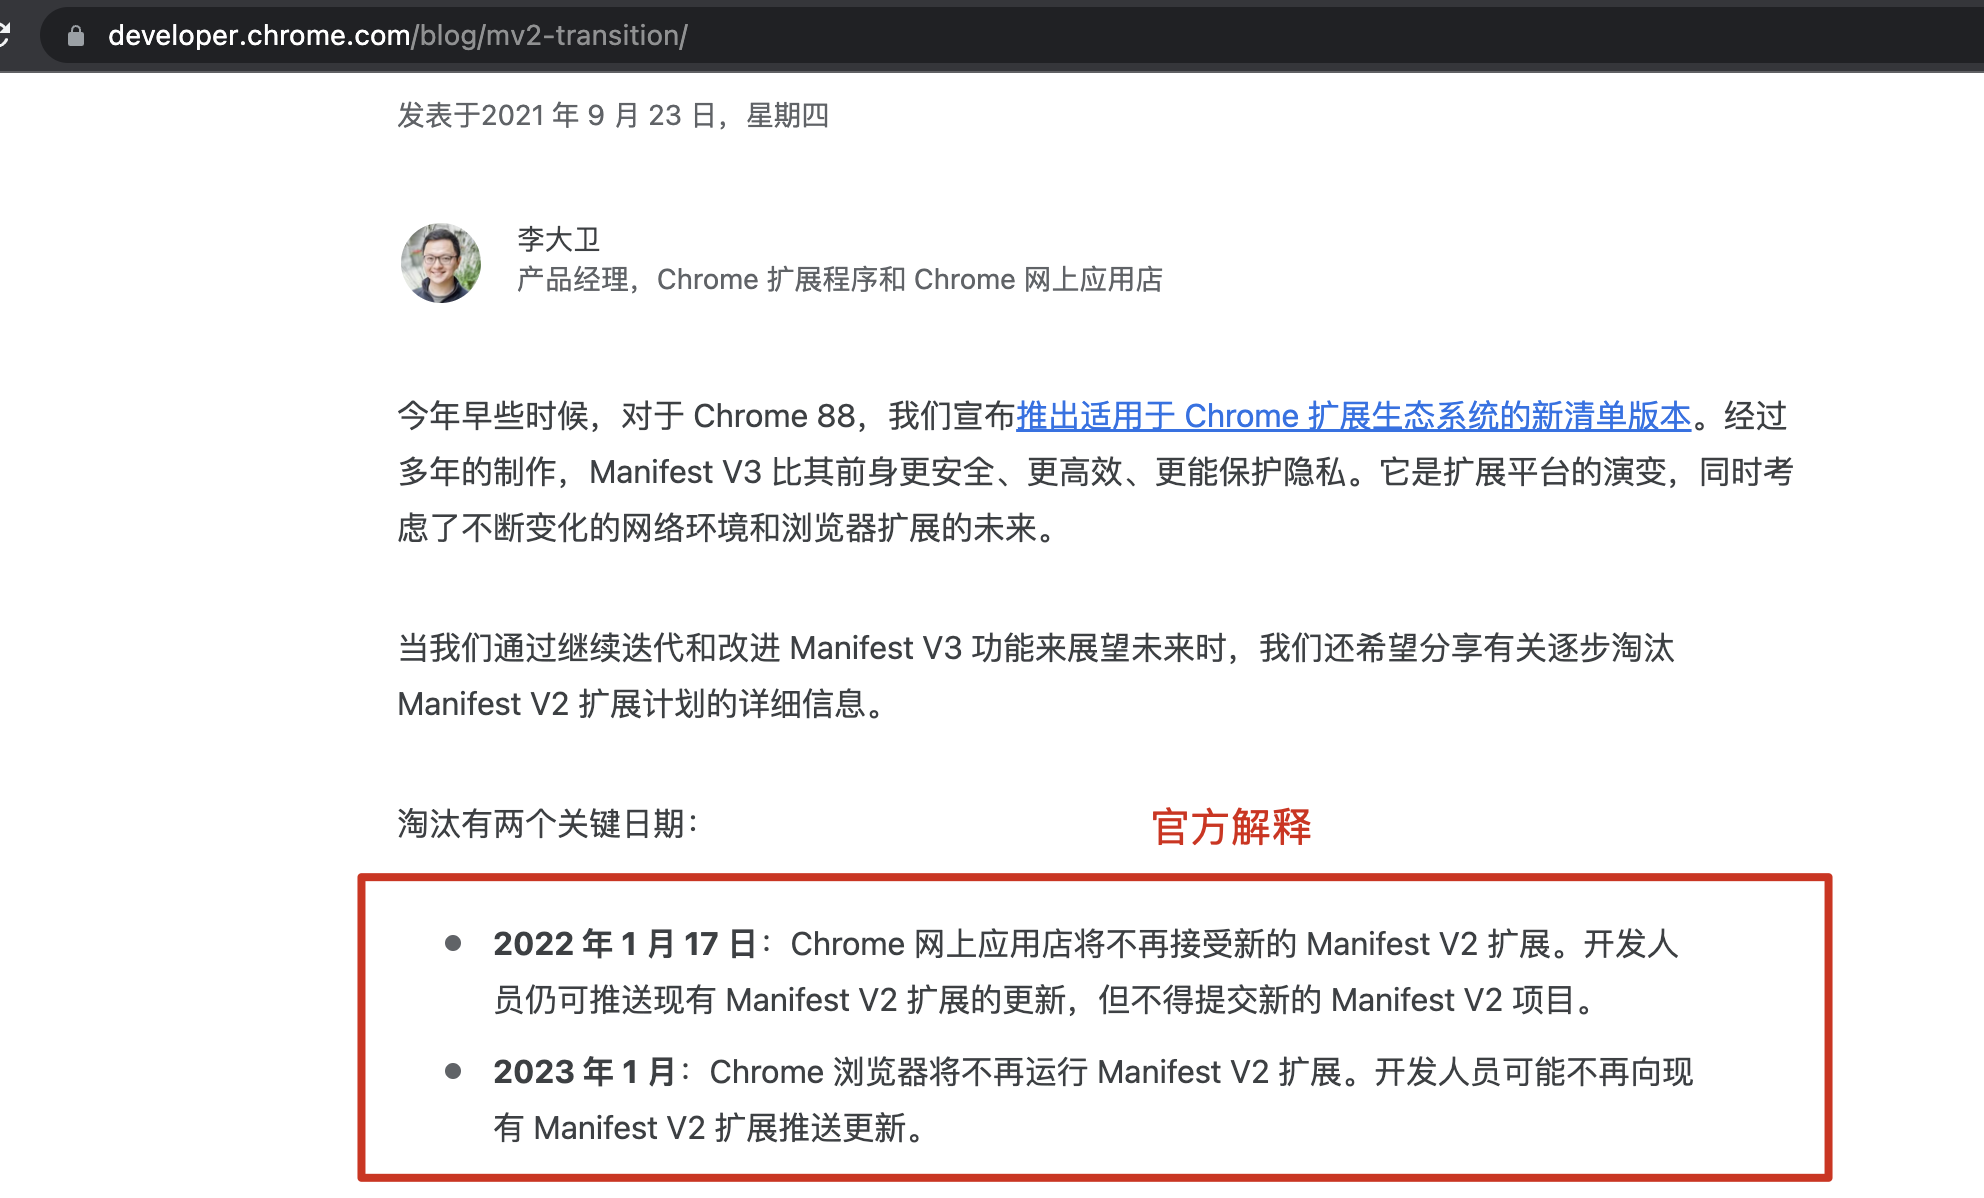 developer.chrome.com/blog/mv2-transition/
发表于2021 年 9 月 23 日，星期四
李大卫
产品经理，Chrome 扩展程序和 Chrome 网上应用店
今年早些时候，对于 Chrome 88，我们宣布推出适用于 Chrome 扩展生态系统的新清单版本。经过
多年的制作，Manifest V3 比其前身更安全、更高效、更能保护隐私。它是扩展平台的演变，同时考
虑了不断变化的网络环境和浏览器扩展的未来。
当我们通过继续迭代和改进 Manifest V3 功能来展望未来时，我们还希望分享有关逐步淘汰
Manifest V2 扩展计划的详细信息。
淘汰有两个关键日期：
官方解释
2022 年 1 月 17 日：Chrome 网上应用店将不再接受新的 Manifest V2 扩展。开发人
员仍可推送现有 Manifest V2 扩展的更新，但不得提交新的 Manifest V2 项目。
2023 年 1 月：Chrome 浏览器将不再运行 Manifest V2 扩展。开发人员可能不再向现
有 Manifest V2 扩展推送更新。